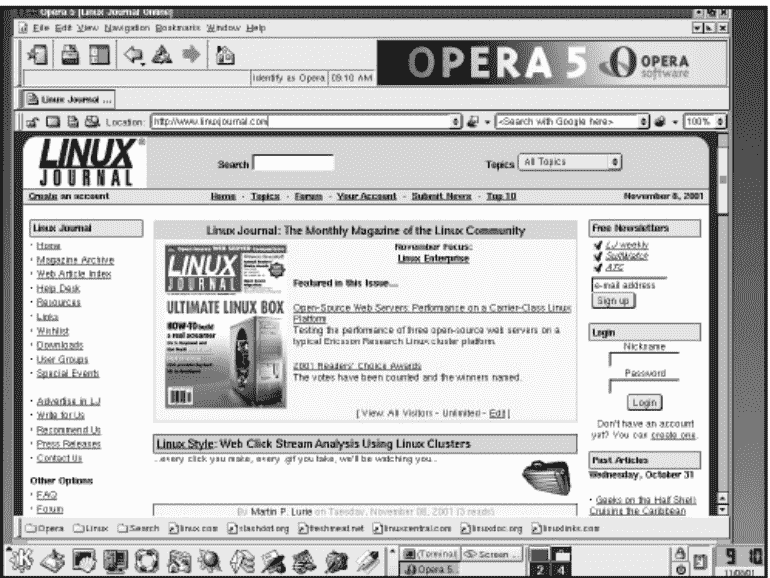 Opera 5 [Linux Journal Online]
File Edit View Navigation Bookmarks Window Help
Identify as Opera 09:10 AM
OPERA 5 OPERA software
Linux Journal ...
Location: http://www.linuxjournal.com <Search with Google here> 100%
LINUX JOURNAL
Search
Topics All Topics
Create an account
Home - Topics - Forum - Your Account - Submit News - Top 10
November 8, 2001
Linux Journal
Home
Magazine Archive
Web Article Index
Help Desk
Resources
Links
Wishlist
Downloads
User Groups
Special Events
Advertise in LJ
Write for Us
Recommend Us
Press Releases
Contact Us
Other Options
FAQ
Forum
Linux Journal: The Monthly Magazine of the Linux Community
LINUX JOURNAL
ULTIMATE LINUX BOX
HOW-TO build a real screamer
November Focus:
Linux Enterprise
Featured in this Issue...
Open-Source Web Servers: Performance on a Carrier-Class Linux
Platform
Testing the performance of three open-source web servers on a
typical Ericsson Research Linux cluster platform.
2001 Readers' Choice Awards
The votes have been counted and the winners named.
[ View: All Visitors - Unlimited - Edit ]
Linux Style: Web Click Stream Analysis Using Linux Clusters
...every click you make, every gif you take, we'll be watching you...
By Martin P. Lurie on Tuesday, November 08, 2001 (3 reads)
Free Newsletters
LJ weekly
SuitWatch
ATC
e-mail address
Sign up
Login
Nickname
Password
Login
Don't have an account
yet? You can create one.
Past Articles
Wednesday, October 31
Geeks on the Half Shell:
Cruising the Caribbean
Opera Linux Search linux.com slashdot.org freshmeat.net linuxcentral.com linuxdoc.org linuxlinks.com
(Terminal) Screen ...
Opera 5...
2 4
9 10
11/08/01